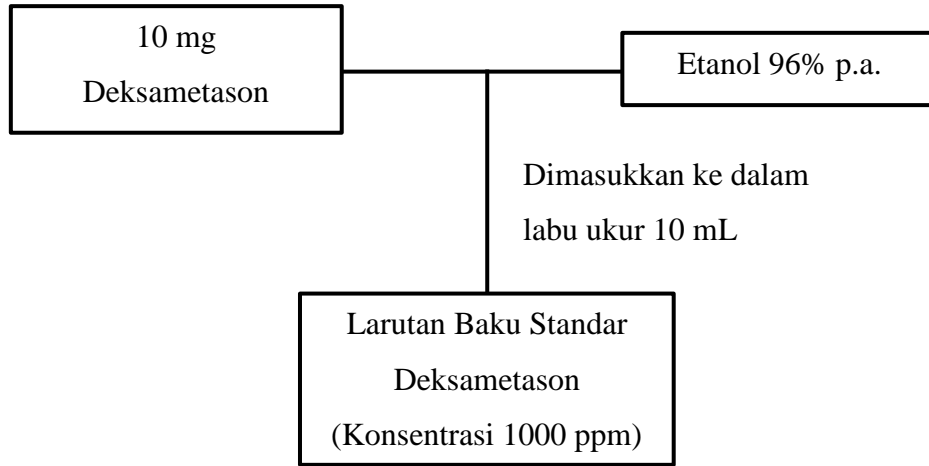 10 mg
Deksametason
Etanol 96% p.a.
Dimasukkan ke dalam
labu ukur 10 mL
Larutan Baku Standar
Deksametason
(Konsentrasi 1000 ppm)